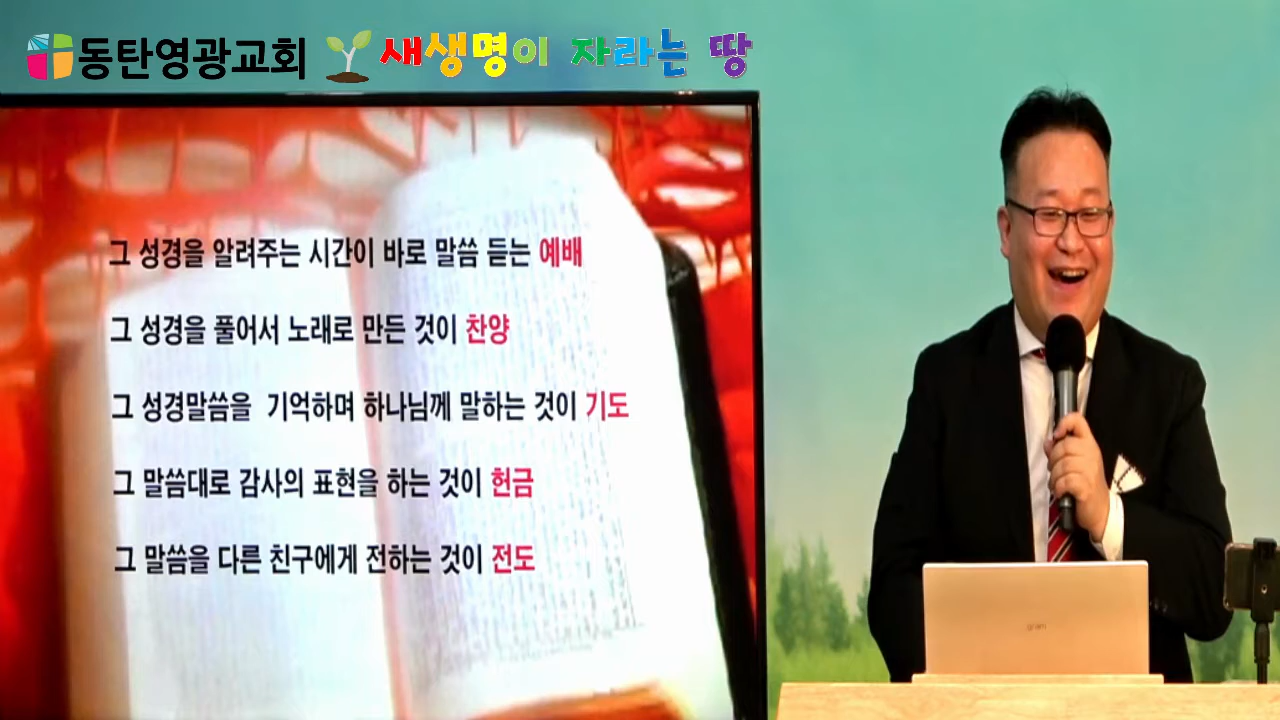 동탄영광교회 새생명이 자라는 땅
그 성경을 알려주는 시간이 바로 말씀 듣는 예배
그 성경을 풀어서 노래로 만든 것이 찬양
그 성경말씀을 기억하며 하나님께 말하는 것이 기도
그 말씀대로 감사의 표현을 하는 것이 헌금
그 말씀을 다른 친구에게 전하는 것이 전도
gram